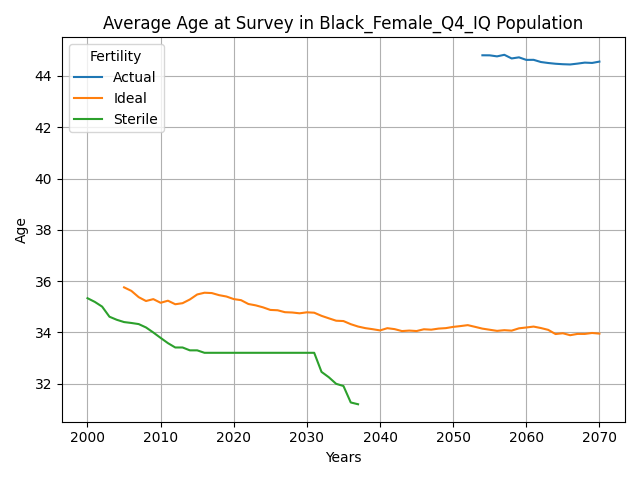 Average Age at Survey in Black_Female_Q4_IQ Population
Fertility
Actual
Ideal
Sterile
Age
44
42
40
38
36
34
32
2000 2010 2020 2030 2040 2050 2060 2070
Years